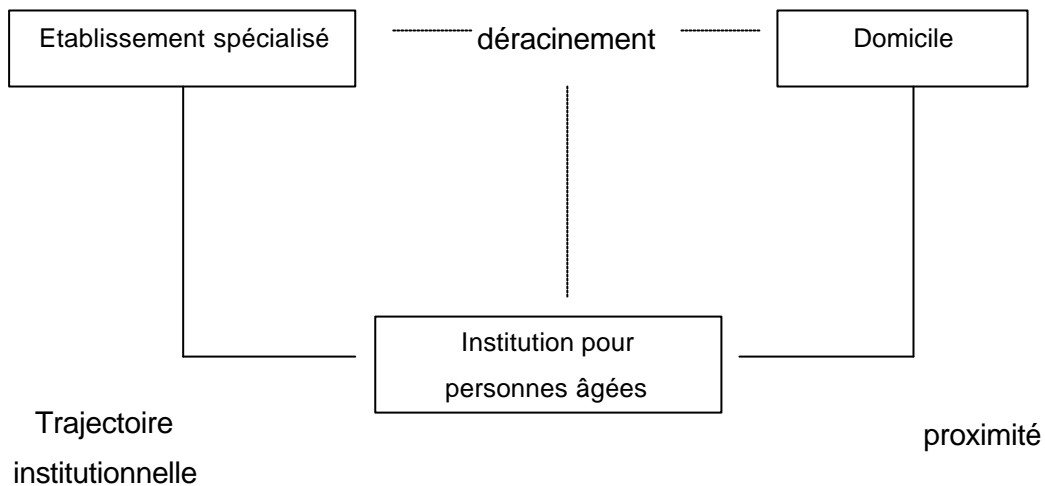 Etablissement spécialisé
déracinement
Domicile
Institution pour
personnes âgées
Trajectoire
institutionnelle
proximité